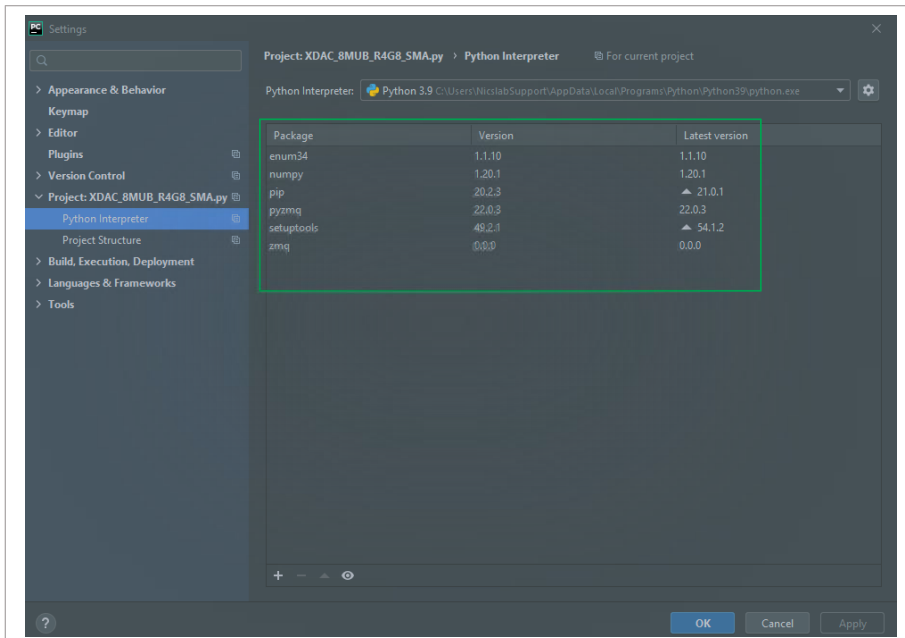 PC Settings
Project: XDAC_8MUB_R4G8_SMA.py > Python Interpreter For current project
> Appearance & Behavior
Keymap
> Editor
Plugins
> Version Control
Project: XDAC_8MUB_R4G8_SMA.py
Python Interpreter
Project Structure
> Build, Execution, Deployment
> Languages & Frameworks
> Tools
Python Interpreter: Python 3.9 C:\Users\NicslabSupport\AppData\Local\Programs\Python\Python39\python.exe
Package Version Latest version
enum34 1.1.10 1.1.10
numpy 1.20.1 1.20.1
pip 20.2.3 ▲ 21.0.1
pyzmq 22.0.3 22.0.3
setuptools 49.2.1 ▲ 54.1.2
zmq 0.0.0 0.0.0
? OK Cancel Apply